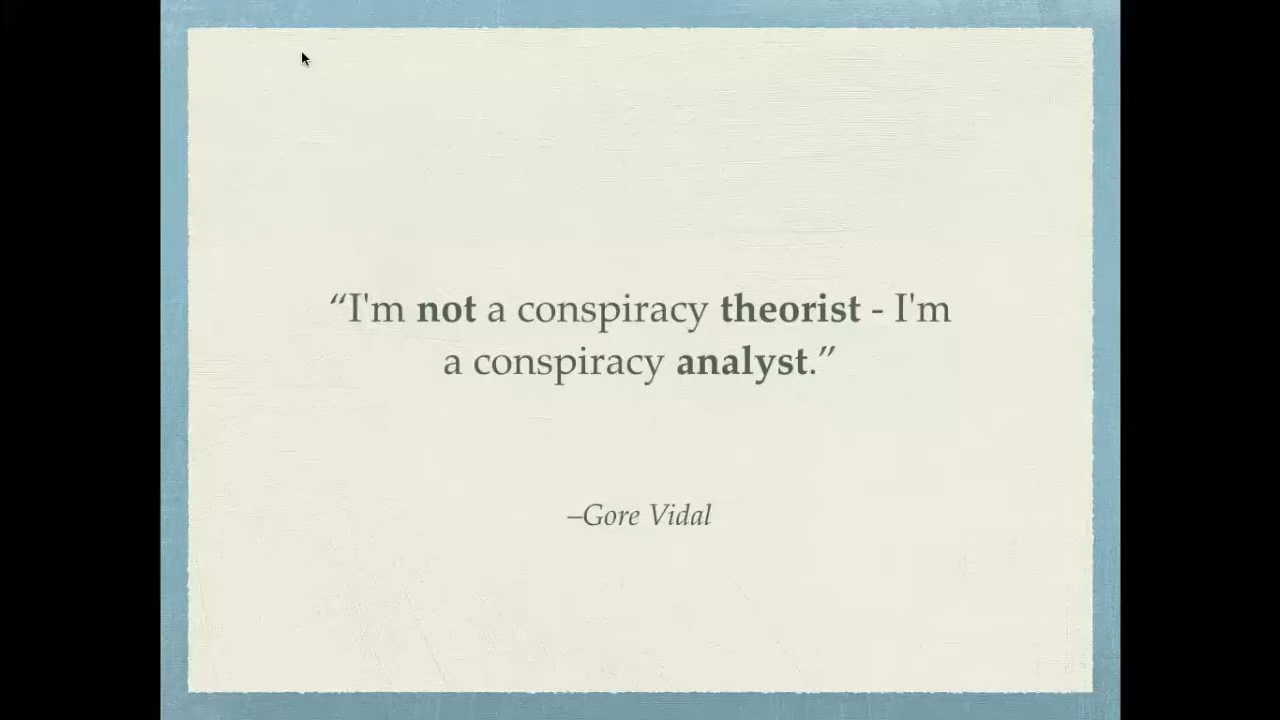 “I'm not a conspiracy theorist - I'm
a conspiracy analyst.”
–Gore Vidal